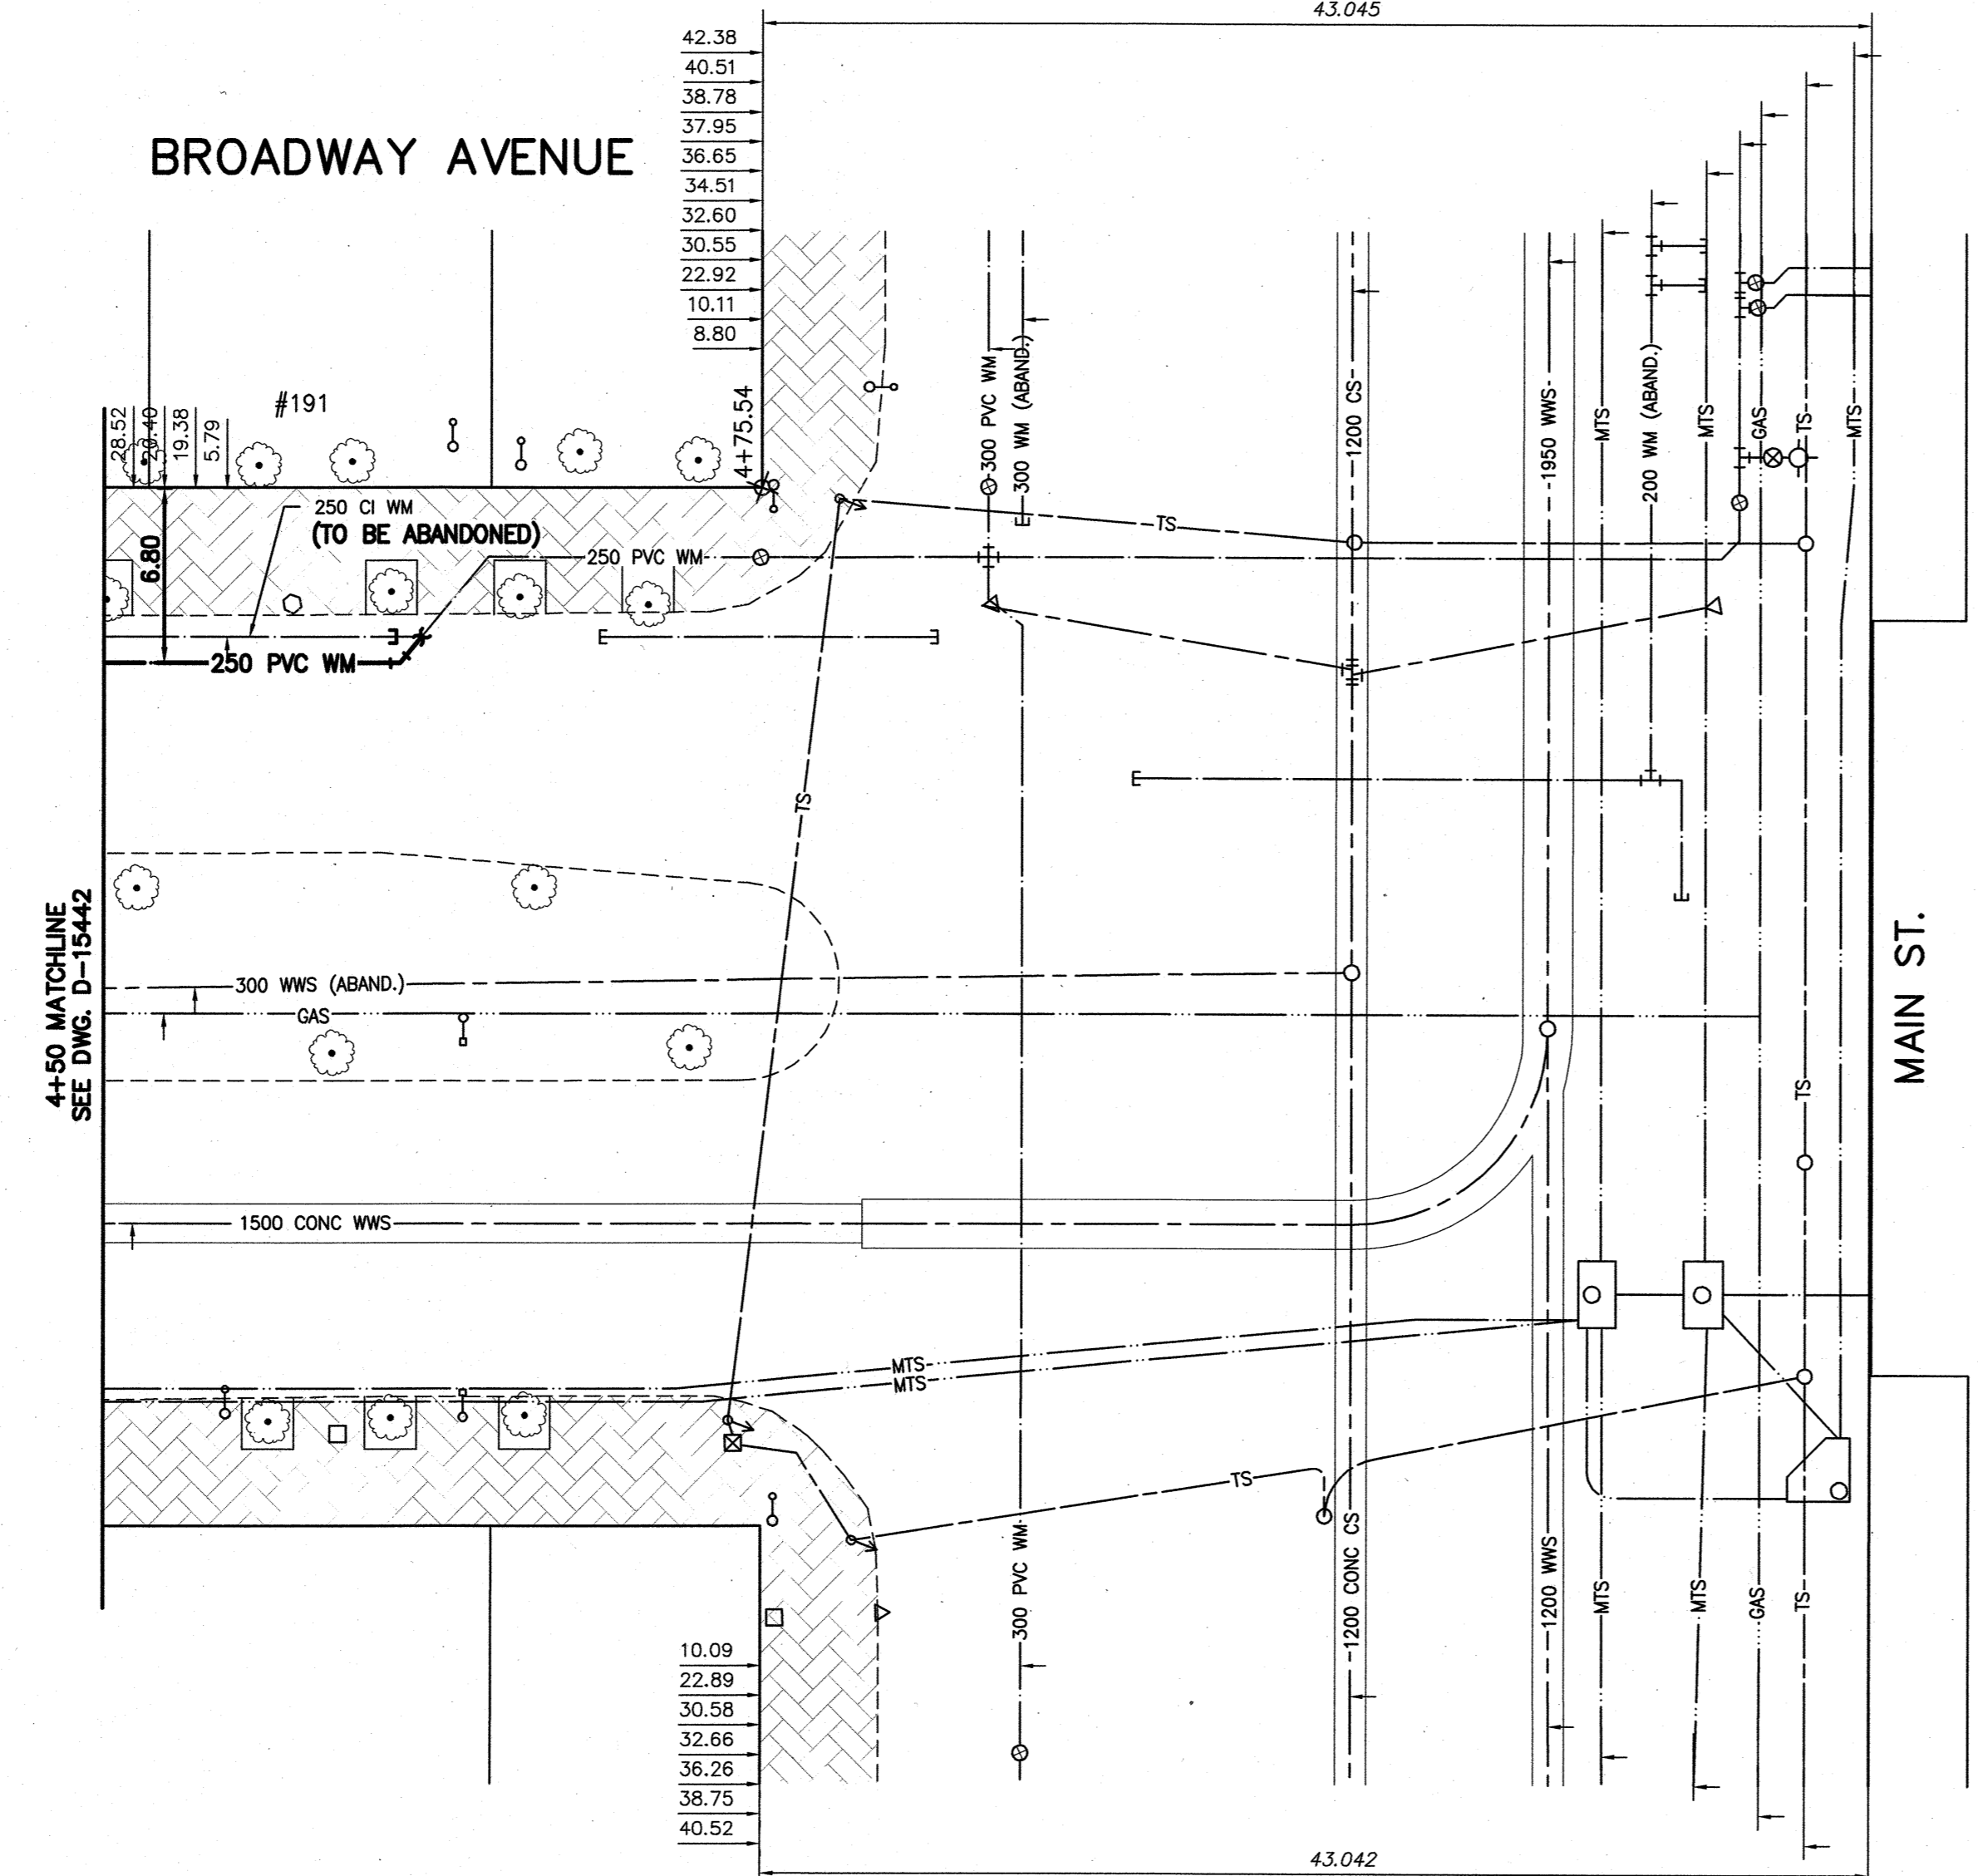 43.045
42.38
40.51
38.78
37.95
36.65
34.51
32.60
30.55
22.92
10.11
8.80
BROADWAY AVENUE
#191
28.52
20.40
19.38
5.79
4+75.54
250 CI WM
(TO BE ABANDONED)
6.80
250 PVC WM
250 PVC WM
300 PVC WM
300 WM (ABAND.)
1200 CS
1950 WWS
MTS
200 WM (ABAND.)
MTS
GAS
TS
MTS
TS
TS
4+50 MATCHLINE
SEE DWG. D-15442
300 WWS (ABAND.)
GAS
MAIN ST.
TS
1500 CONC WWS
MTS
MTS
TS
300 PVC WM
1200 CONC CS
1200 WWS
MTS
MTS
GAS
TS
10.09
22.89
30.58
32.66
36.26
38.75
40.52
43.042